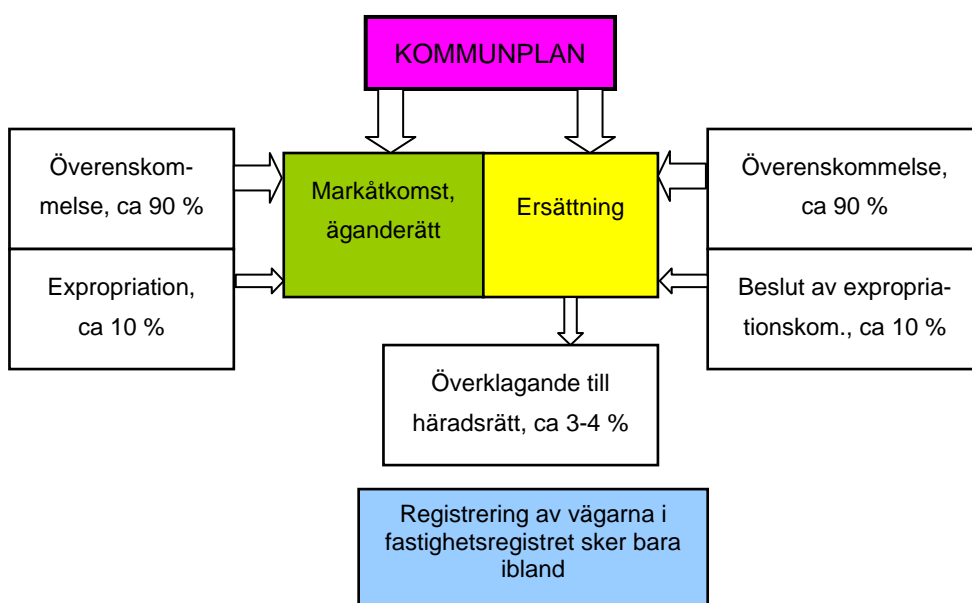 KOMMUNPLAN
Överenskom-
melse, ca 90 %
Expropriation,
ca 10 %
Markåtkomst,
äganderätt
Ersättning
Överenskommelse,
ca 90 %
Beslut av expropria-
tionskom., ca 10 %
Överklagande till
häradsrätt, ca 3-4 %
Registrering av vägarna i
fastighetsregistret sker bara
ibland